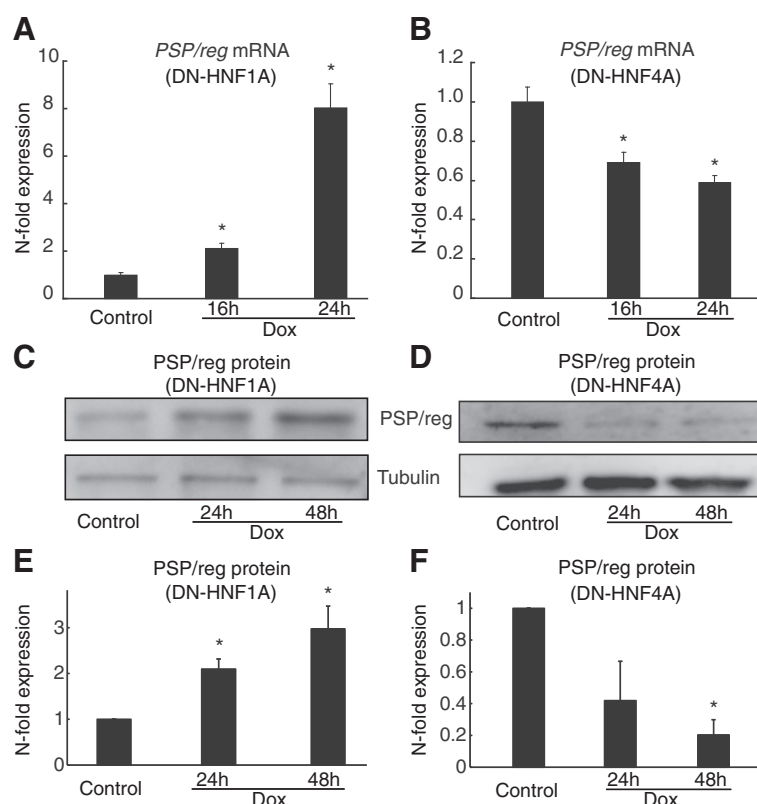 A
PSP/reg mRNA
(DN-HNF1A)
N-fold expression
10
8
6
4
2
0
*
*
Control
16h
24h
Dox
B
PSP/reg mRNA
(DN-HNF4A)
N-fold expression
1.2
1.0
0.8
0.6
0.4
0.2
0
*
*
Control
16h
24h
Dox
C
PSP/reg protein
(DN-HNF1A)
PSP/reg
Tubulin
Control
24h
48h
Dox
D
PSP/reg protein
(DN-HNF4A)
Control
24h
48h
Dox
E
PSP/reg protein
(DN-HNF1A)
N-fold expression
3
2
1
0
*
*
Control
24h
48h
Dox
F
PSP/reg protein
(DN-HNF4A)
N-fold expression
1
0.8
0.6
0.4
0.2
0
*
Control
24h
48h
Dox